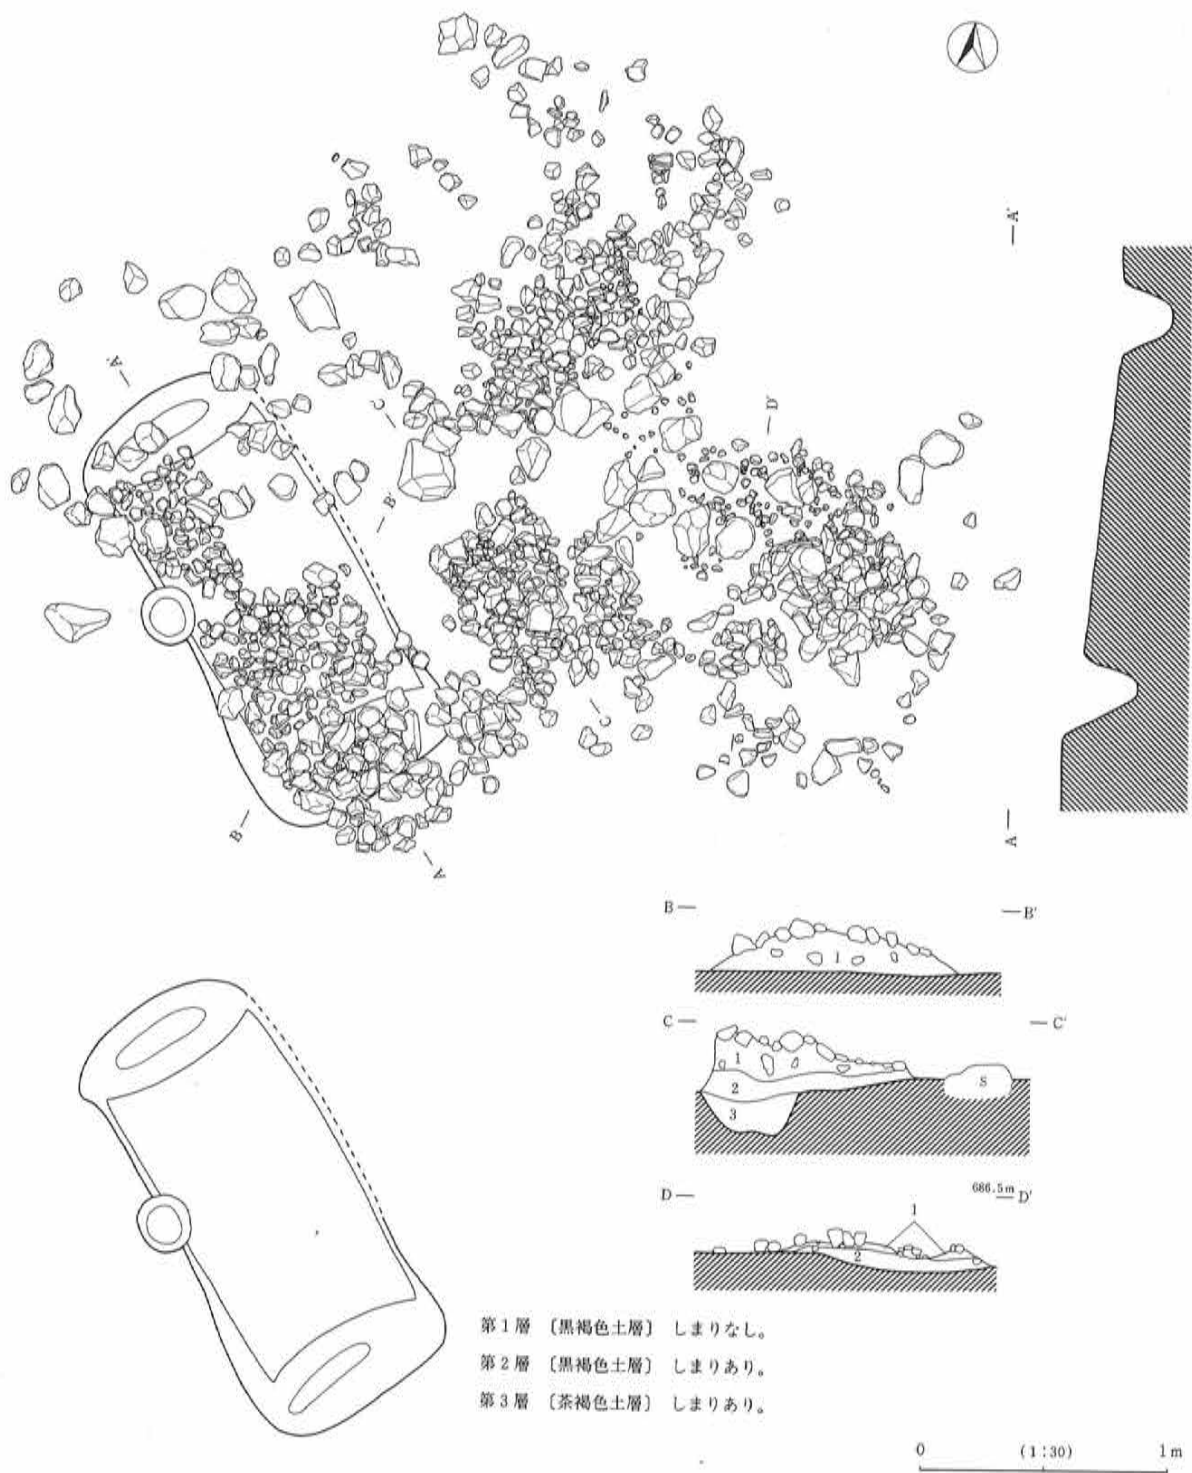 A'
A'
C'
D'
B'
C
D
B
A
A
B—
—B'
1
C—
—C'
1
2
S
3
686.5m
D—
—D'
1
2
第1層 〔黒褐色土層〕 しまりなし。
第2層 〔黒褐色土層〕 しまりあり。
第3層 〔茶褐色土層〕 しまりあり。
0 (1:30) 1m